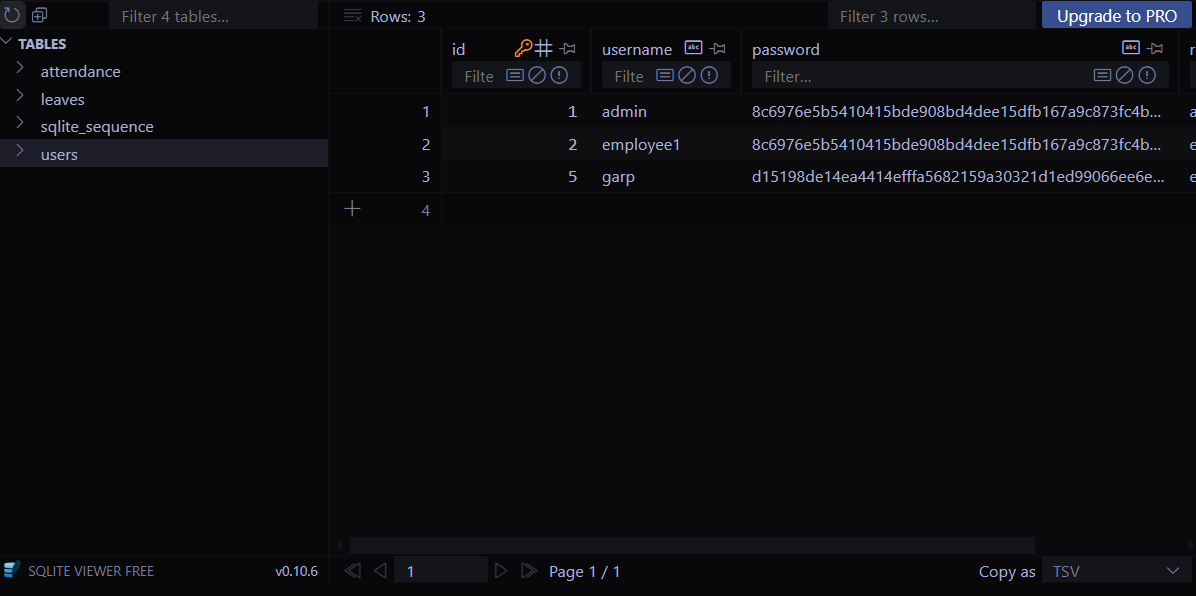 Filter 4 tables...
Rows: 3
Filter 3 rows...
Upgrade to PRO
TABLES
attendance
leaves
sqlite_sequence
users
id username password
Filte Filte Filter...
1 1 admin 8c6976e5b5410415bde908bd4dee15dfb167a9c873fc4b...
2 2 employee1 8c6976e5b5410415bde908bd4dee15dfb167a9c873fc4b...
3 5 garp d15198de14ea4414efffa5682159a30321d1ed99066ee6e...
4
SQLITE VIEWER FREE v0.10.6
1 Page 1 / 1
Copy as TSV